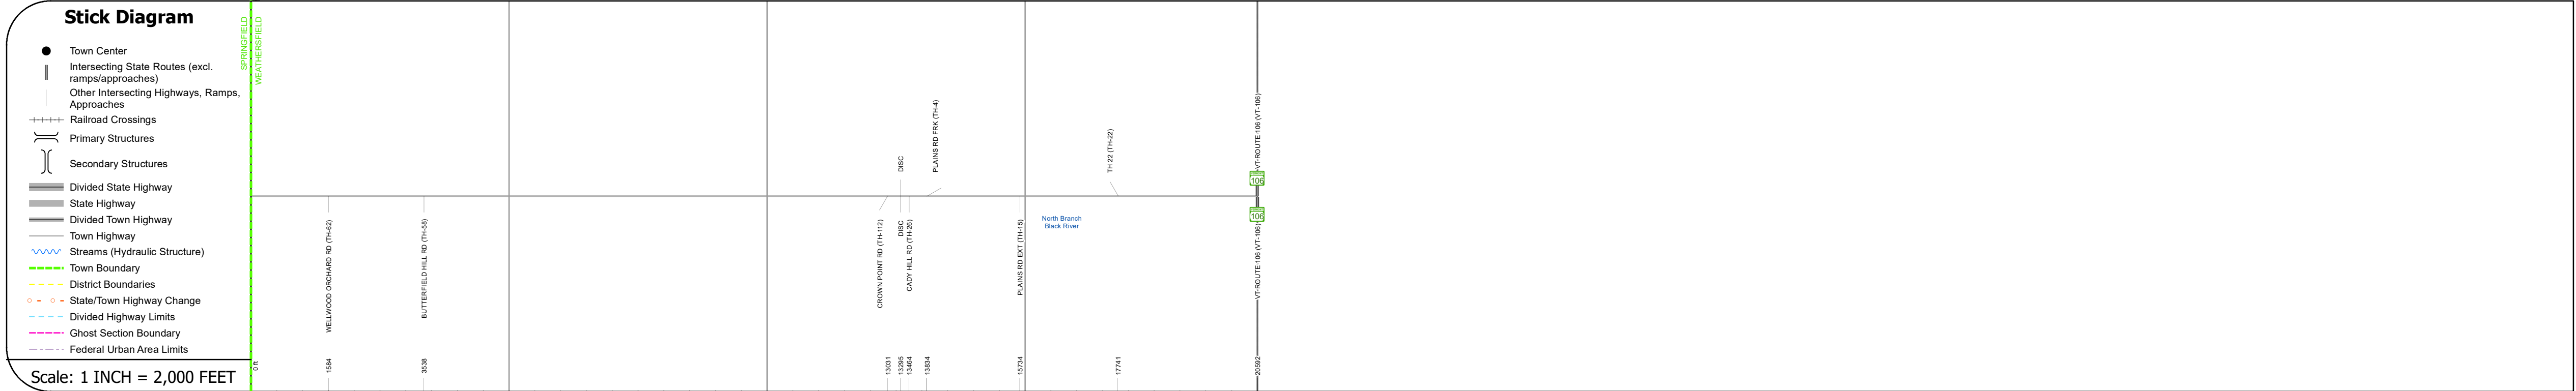 Stick Diagram
Town Center
Intersecting State Routes (excl.
ramps/approaches)
Other Intersecting Highways, Ramps,
Approaches
Railroad Crossings
Primary Structures
Secondary Structures
Divided State Highway
State Highway
Divided Town Highway
Town Highway
Streams (Hydraulic Structure)
Town Boundary
District Boundaries
State/Town Highway Change
Divided Highway Limits
Ghost Section Boundary
Federal Urban Area Limits
Scale: 1 INCH = 2,000 FEET
SPRINGFIELD
WEATHERSFIELD
DISC
PLAINS RD FRK (TH-4)
TH 22 (TH-22)
VT-ROUTE 106 (VT-106)
106
106
WELLWOOD ORCHARD RD (TH-62)
BUTTERFIELD HILL RD (TH-58)
CROWN POINT RD (TH-112)
DISC
CADY HILL RD (TH-26)
PLAINS RD EXT (TH-15)
North Branch
Black River
VT-ROUTE 106 (VT-106)
0 ft
1584
3538
13031
13295
13464
13834
15734
17741
20592